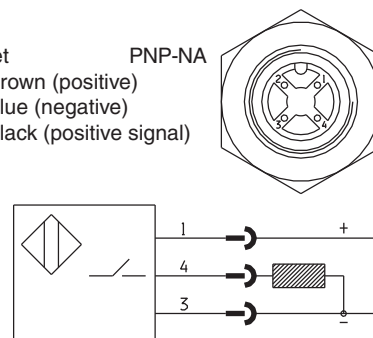 et PNP-NA
rown (positive)
lue (negative)
lack (positive signal)
2 1
3 4
1 +
4
3 −